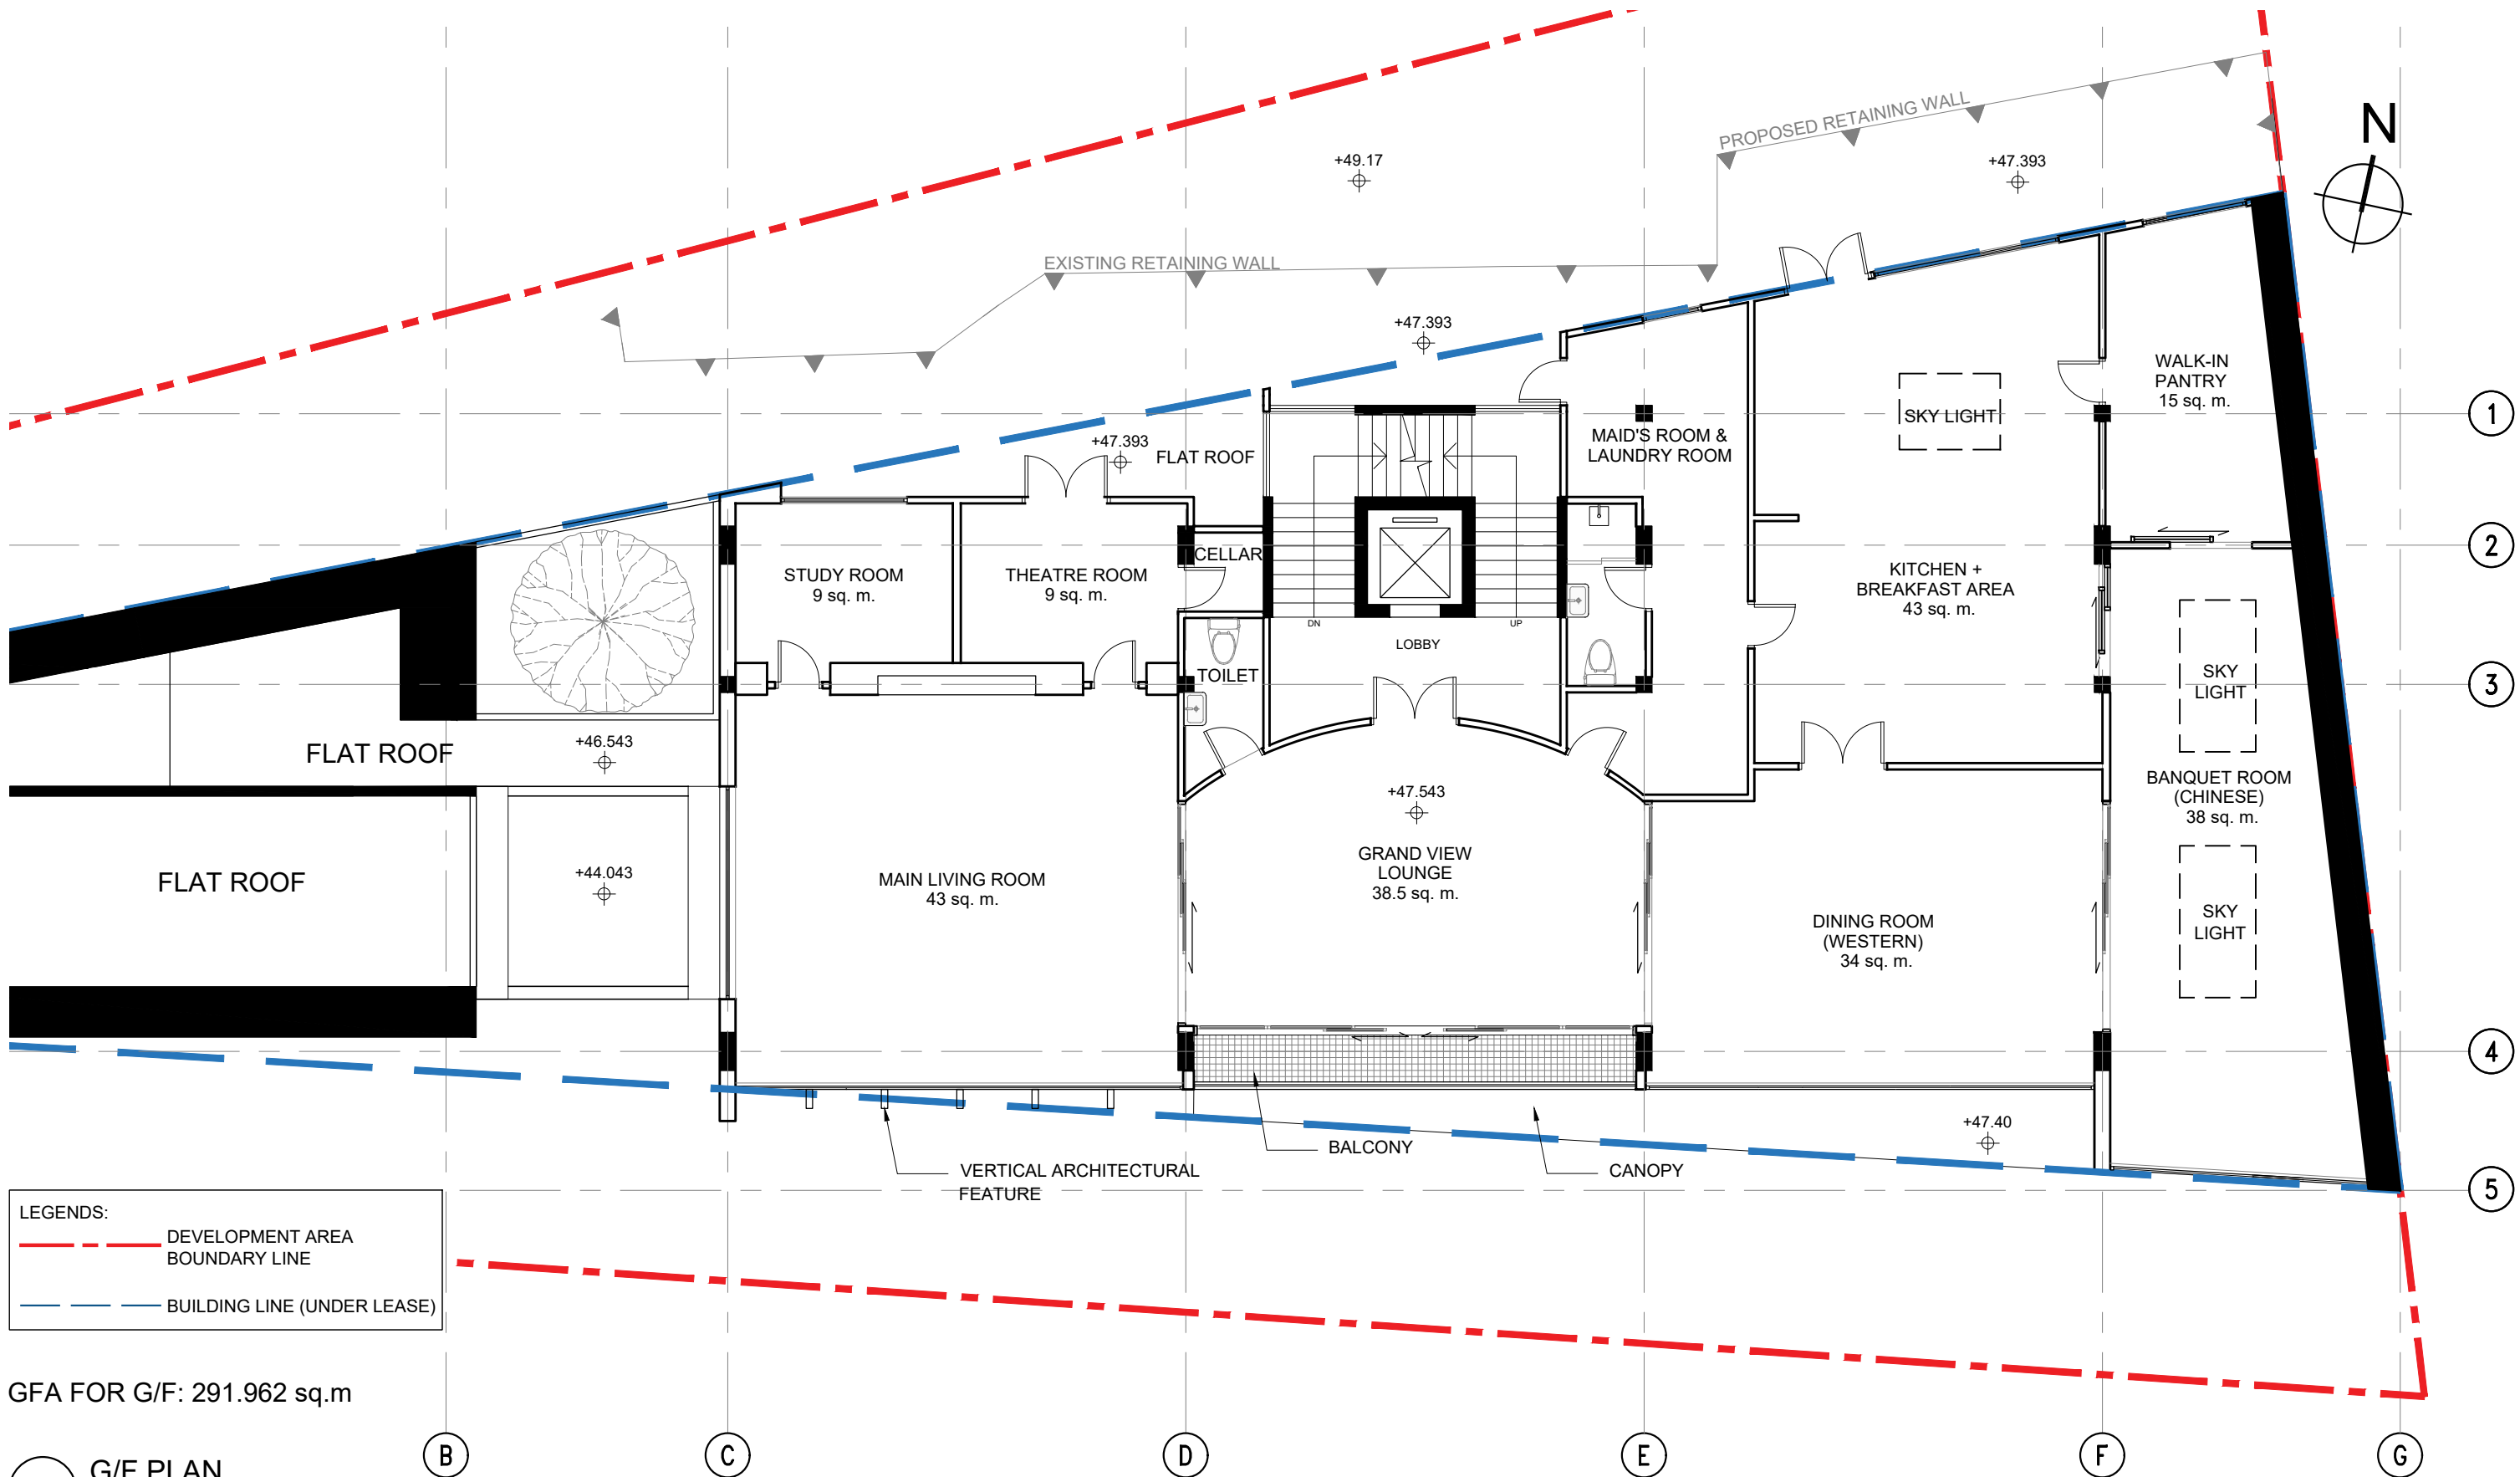 N
PROPOSED RETAINING WALL
+49.17
+47.393
EXISTING RETAINING WALL
+47.393
WALK-IN
PANTRY
15 sq. m.
SKY LIGHT
1
+47.393
FLAT ROOF
MAID'S ROOM &
LAUNDRY ROOM
2
CELLAR
STUDY ROOM
9 sq. m.
THEATRE ROOM
9 sq. m.
KITCHEN +
BREAKFAST AREA
43 sq. m.
DN
UP
LOBBY
TOILET
SKY
LIGHT
3
FLAT ROOF
+46.543
BANQUET ROOM
(CHINESE)
38 sq. m.
+47.543
FLAT ROOF
+44.043
MAIN LIVING ROOM
43 sq. m.
GRAND VIEW
LOUNGE
38.5 sq. m.
DINING ROOM
(WESTERN)
34 sq. m.
SKY
LIGHT
4
+47.40
BALCONY
VERTICAL ARCHITECTURAL
FEATURE
CANOPY
5
LEGENDS:
DEVELOPMENT AREA
BOUNDARY LINE
BUILDING LINE (UNDER LEASE)
GFA FOR G/F: 291.962 sq.m
G/F PLAN
B
C
D
E
F
G